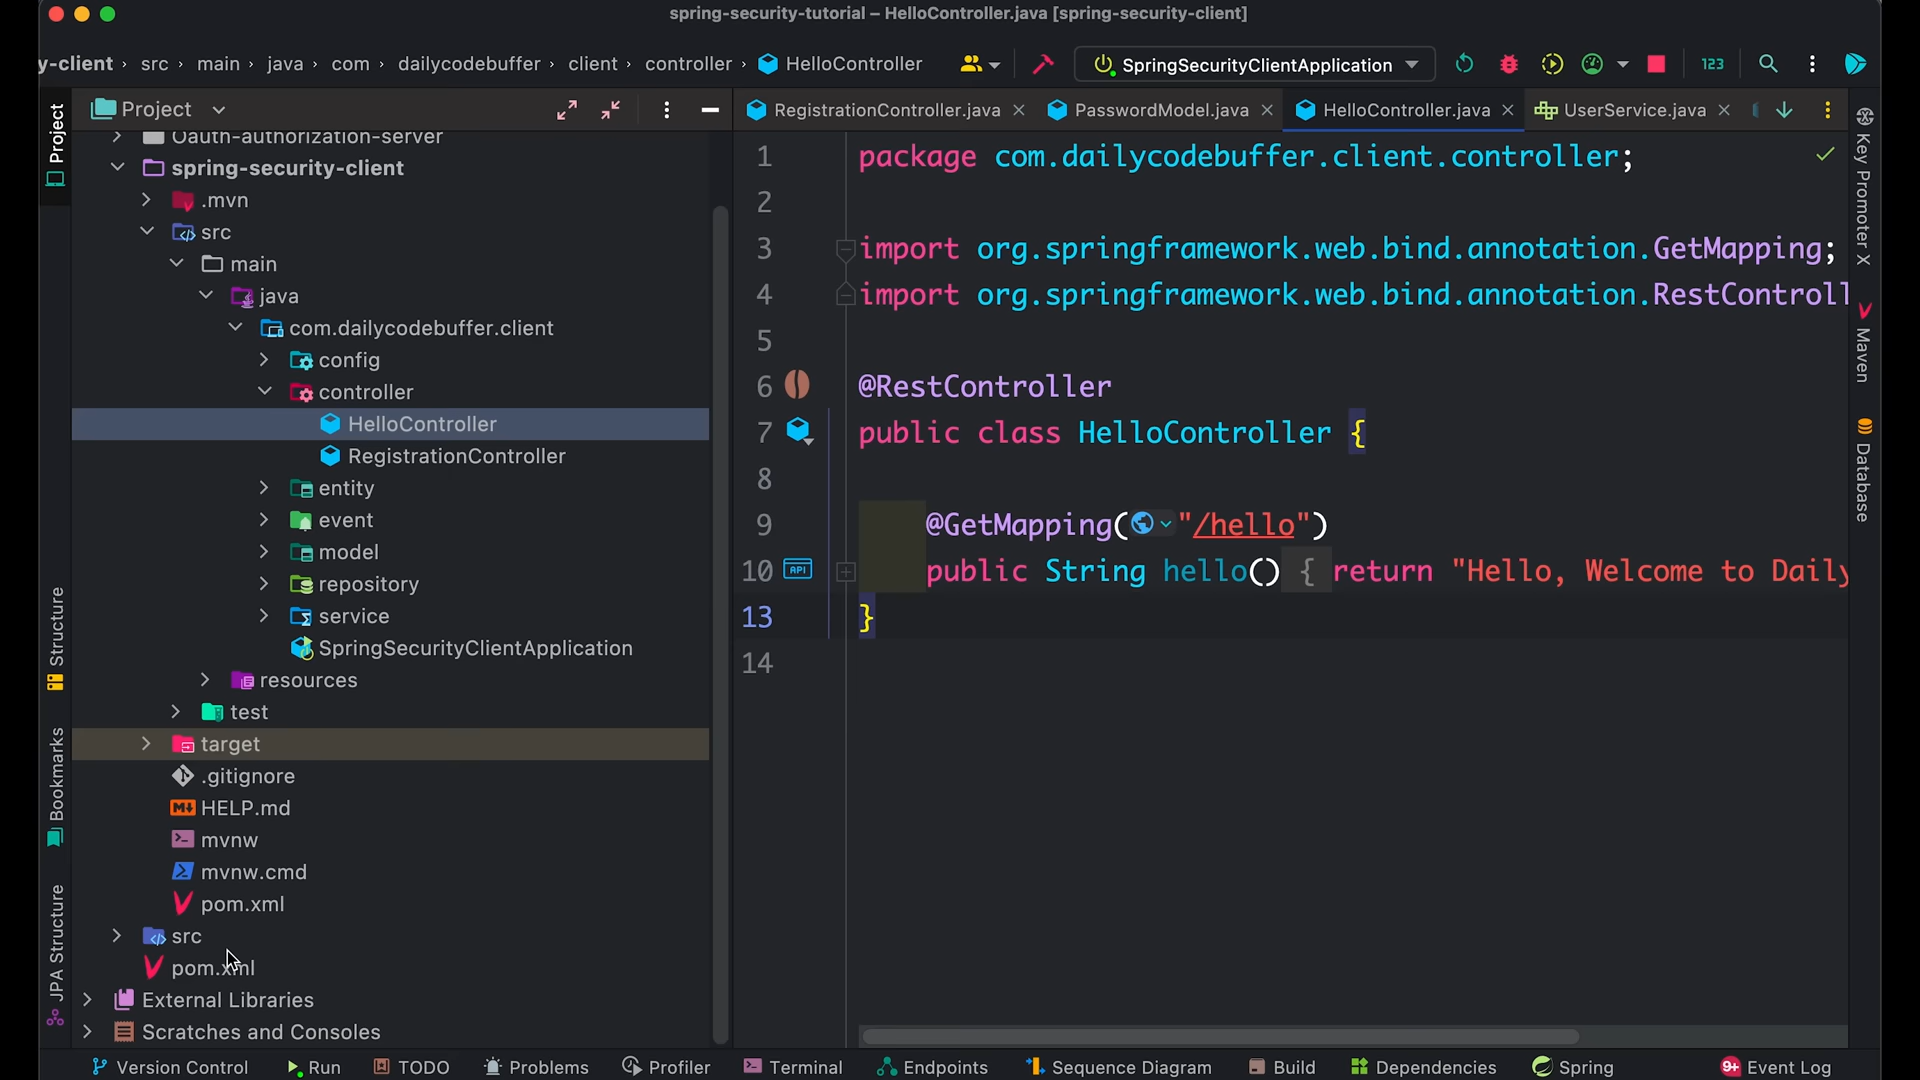 spring-security-tutorial – HelloController.java [spring-security-client]
y-client › src › main › java › com › dailycodebuffer › client › controller › HelloController
SpringSecurityClientApplication
123
Project
RegistrationController.java
PasswordModel.java
HelloController.java
UserService.java
Project
Structure
Bookmarks
JPA Structure
Oauth-authorization-server
spring-security-client
.mvn
src
main
java
com.dailycodebuffer.client
config
controller
HelloController
RegistrationController
entity
event
model
repository
service
SpringSecurityClientApplication
resources
test
target
.gitignore
HELP.md
mvnw
mvnw.cmd
pom.xml
src
pom.xml
External Libraries
Scratches and Consoles
1 package com.dailycodebuffer.client.controller;
2
3 import org.springframework.web.bind.annotation.GetMapping;
4 import org.springframework.web.bind.annotation.RestControll
5
6 @RestController
7 public class HelloController {
8
9 @GetMapping("/hello")
10 API public String hello() { return "Hello, Welcome to Daily
13 }
14
Key Promoter X
Maven
Database
Version Control
Run
TODO
Problems
Profiler
Terminal
Endpoints
Sequence Diagram
Build
Dependencies
Spring
9+ Event Log